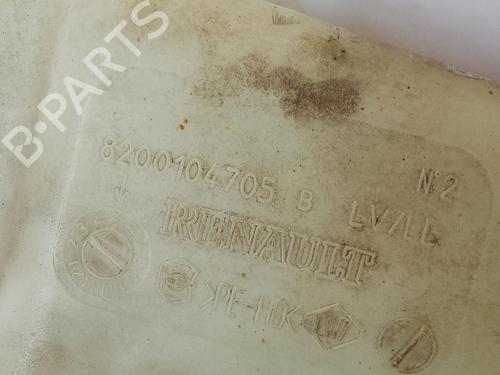 B-PARTS
8200104705 B LV/LL N°2
RENAULT
>PE-HD<